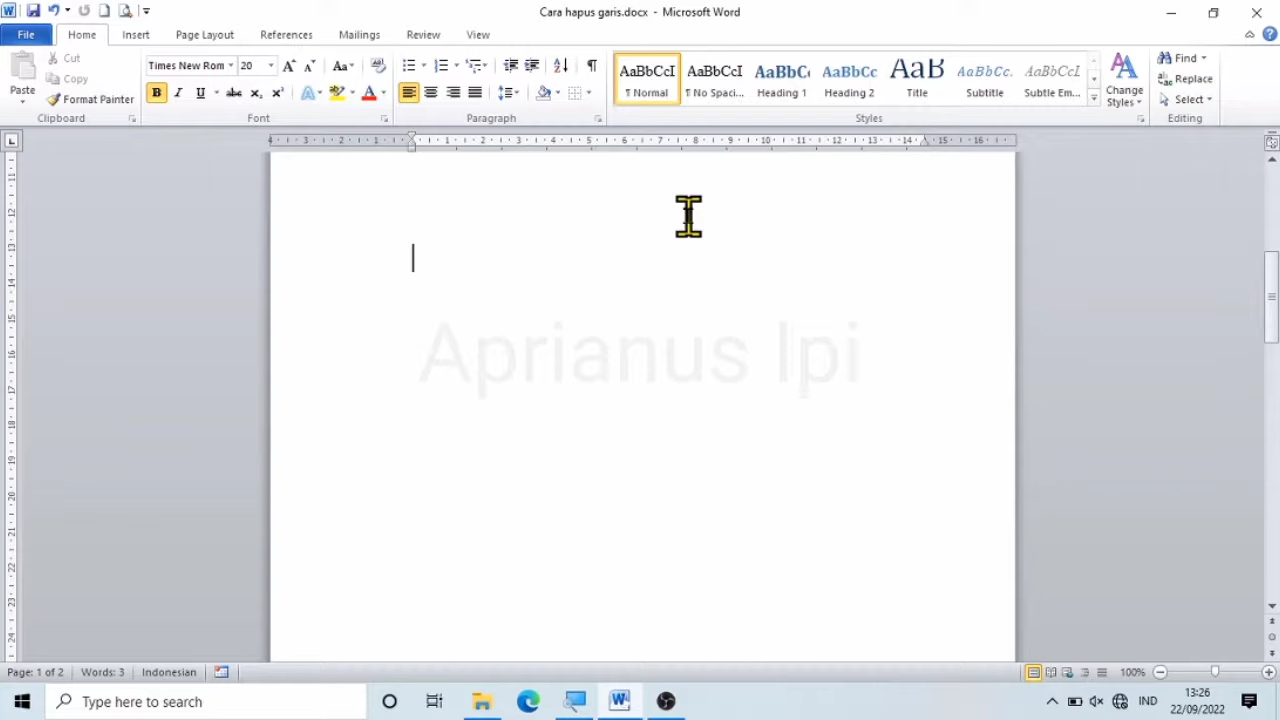 Cara hapus garis.docx - Microsoft Word
File Home Insert Page Layout References Mailings Review View
Cut
Copy
Format Painter
Paste
Clipboard
Times New Rom 20
Font
Paragraph
AaBbCcI AaBbCcI AaBbCc AaBbCc AaB AaBbCc. AaBbCcI
¶ Normal ¶ No Spaci... Heading 1 Heading 2 Title Subtitle Subtle Em...
Change
Styles
Styles
Find
Replace
Select
Editing
Aprianus Ipi
Page: 1 of 2 Words: 3 Indonesian 100%
Type here to search
IND
13:26
22/09/2022